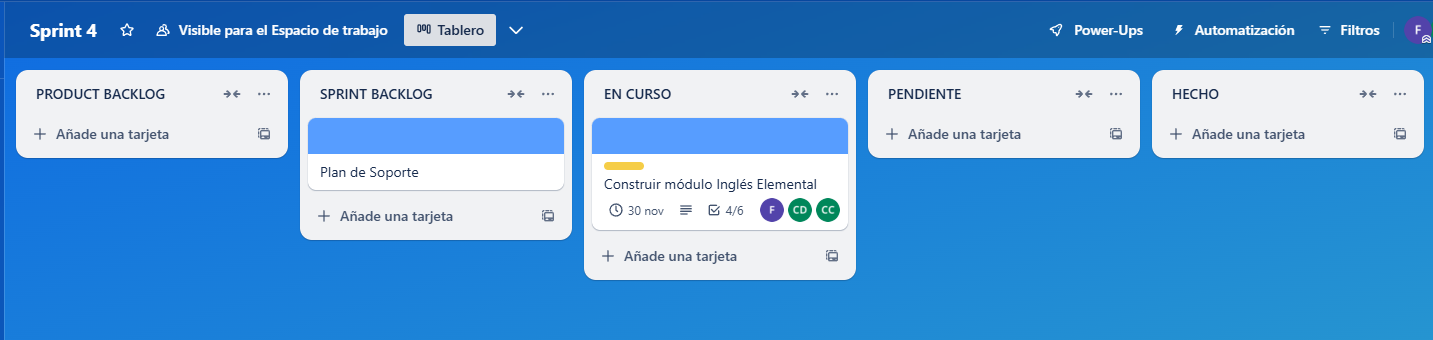 Sprint 4
Visible para el Espacio de trabajo
Tablero
Power-Ups
Automatización
Filtros
F
PRODUCT BACKLOG
Añade una tarjeta
SPRINT BACKLOG
Plan de Soporte
Añade una tarjeta
EN CURSO
Construir módulo Inglés Elemental
30 nov 4/6 F CD CC
Añade una tarjeta
PENDIENTE
Añade una tarjeta
HECHO
Añade una tarjeta